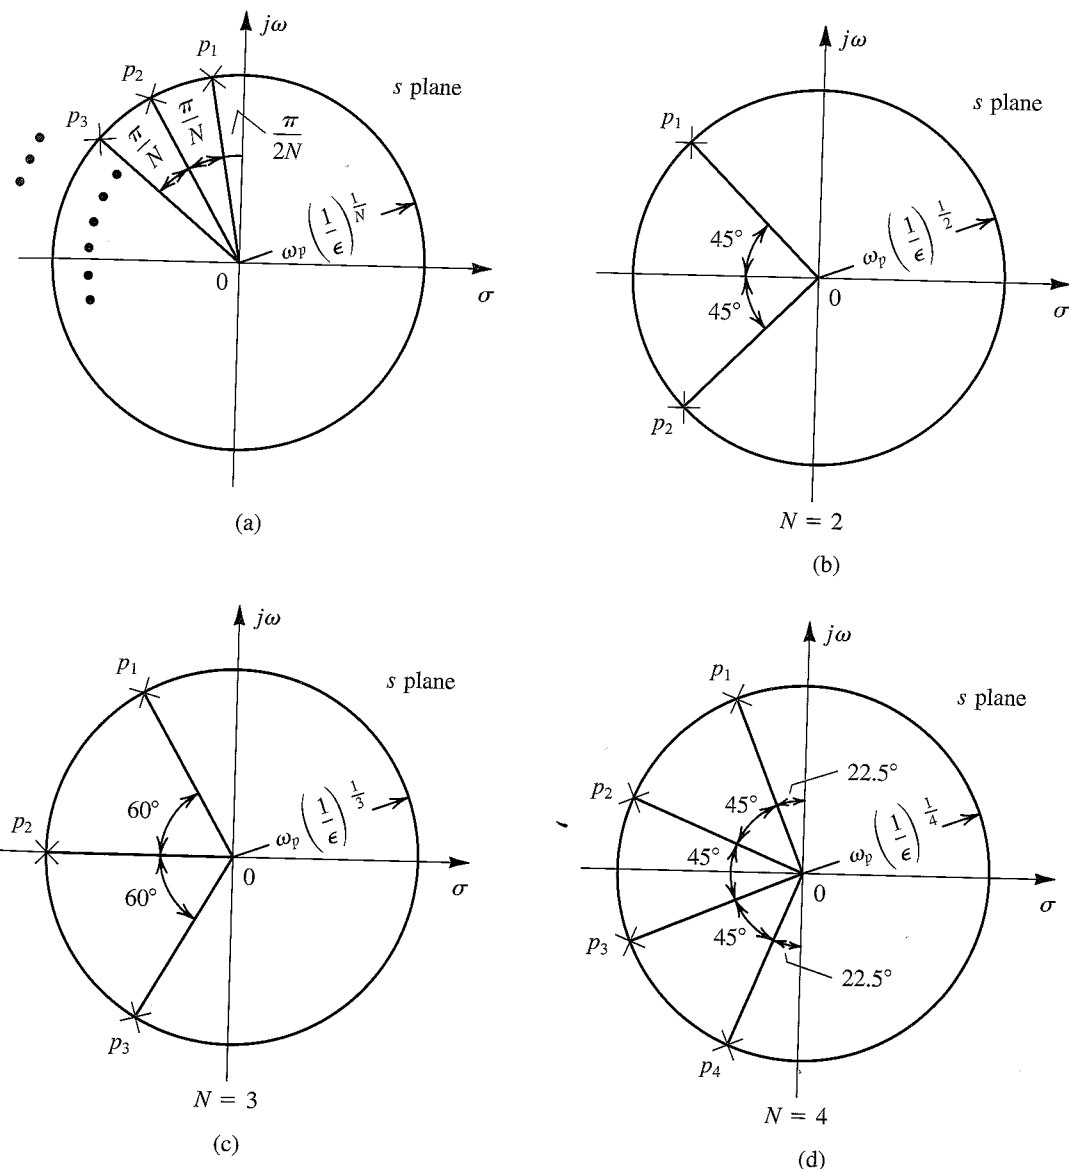 jω
p₁
p₂
p₃
s plane
π/N
π/N
π/2N
ωₚ(1/ϵ)^(1/N)
0
σ
(a)
jω
s plane
p₁
45°
45°
ωₚ(1/ϵ)^(1/2)
0
σ
p₂
N = 2
(b)
jω
p₁
s plane
60°
p₂
ωₚ(1/ϵ)^(1/3)
0
σ
60°
p₃
N = 3
(c)
jω
p₁
s plane
22.5°
p₂
45°
ωₚ(1/ϵ)^(1/4)
45°
0
σ
p₃
45°
22.5°
p₄
N = 4
(d)